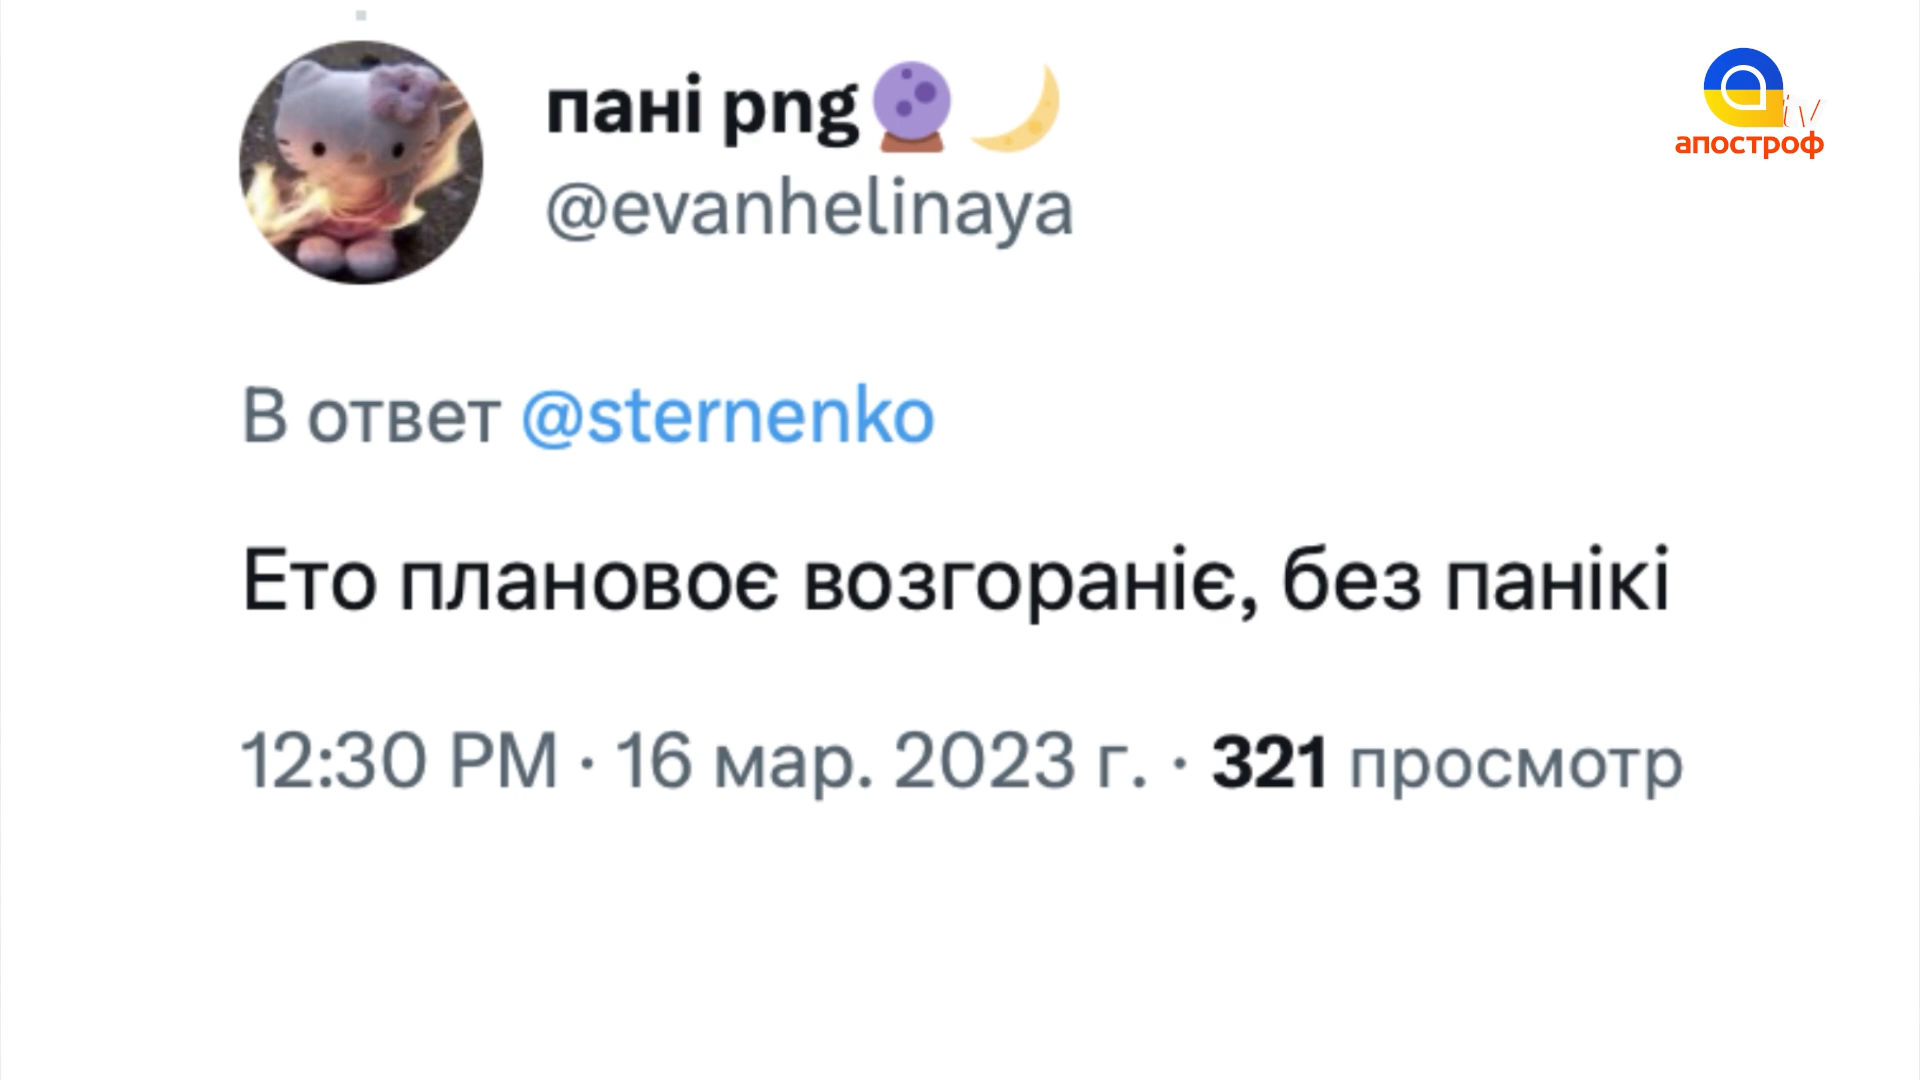 пані png
@evanhelinaya
В ответ @sternenko
Ето плановоє возгораніє, без панікі
12:30 PM · 16 мар. 2023 г. · 321 просмотр
tv
апостроф